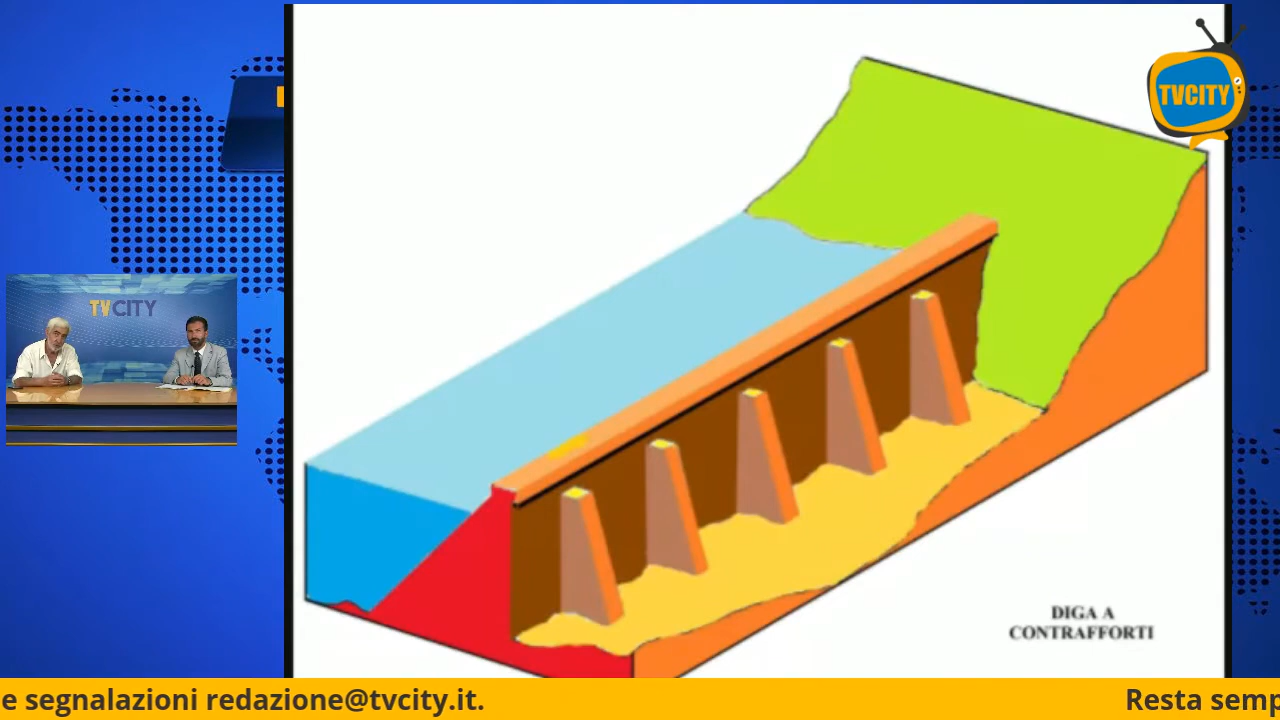 TVCITY
TVCITY
DIGA A
CONTRAFFORTI
e segnalazioni redazione@tvcity.it.
Resta semp